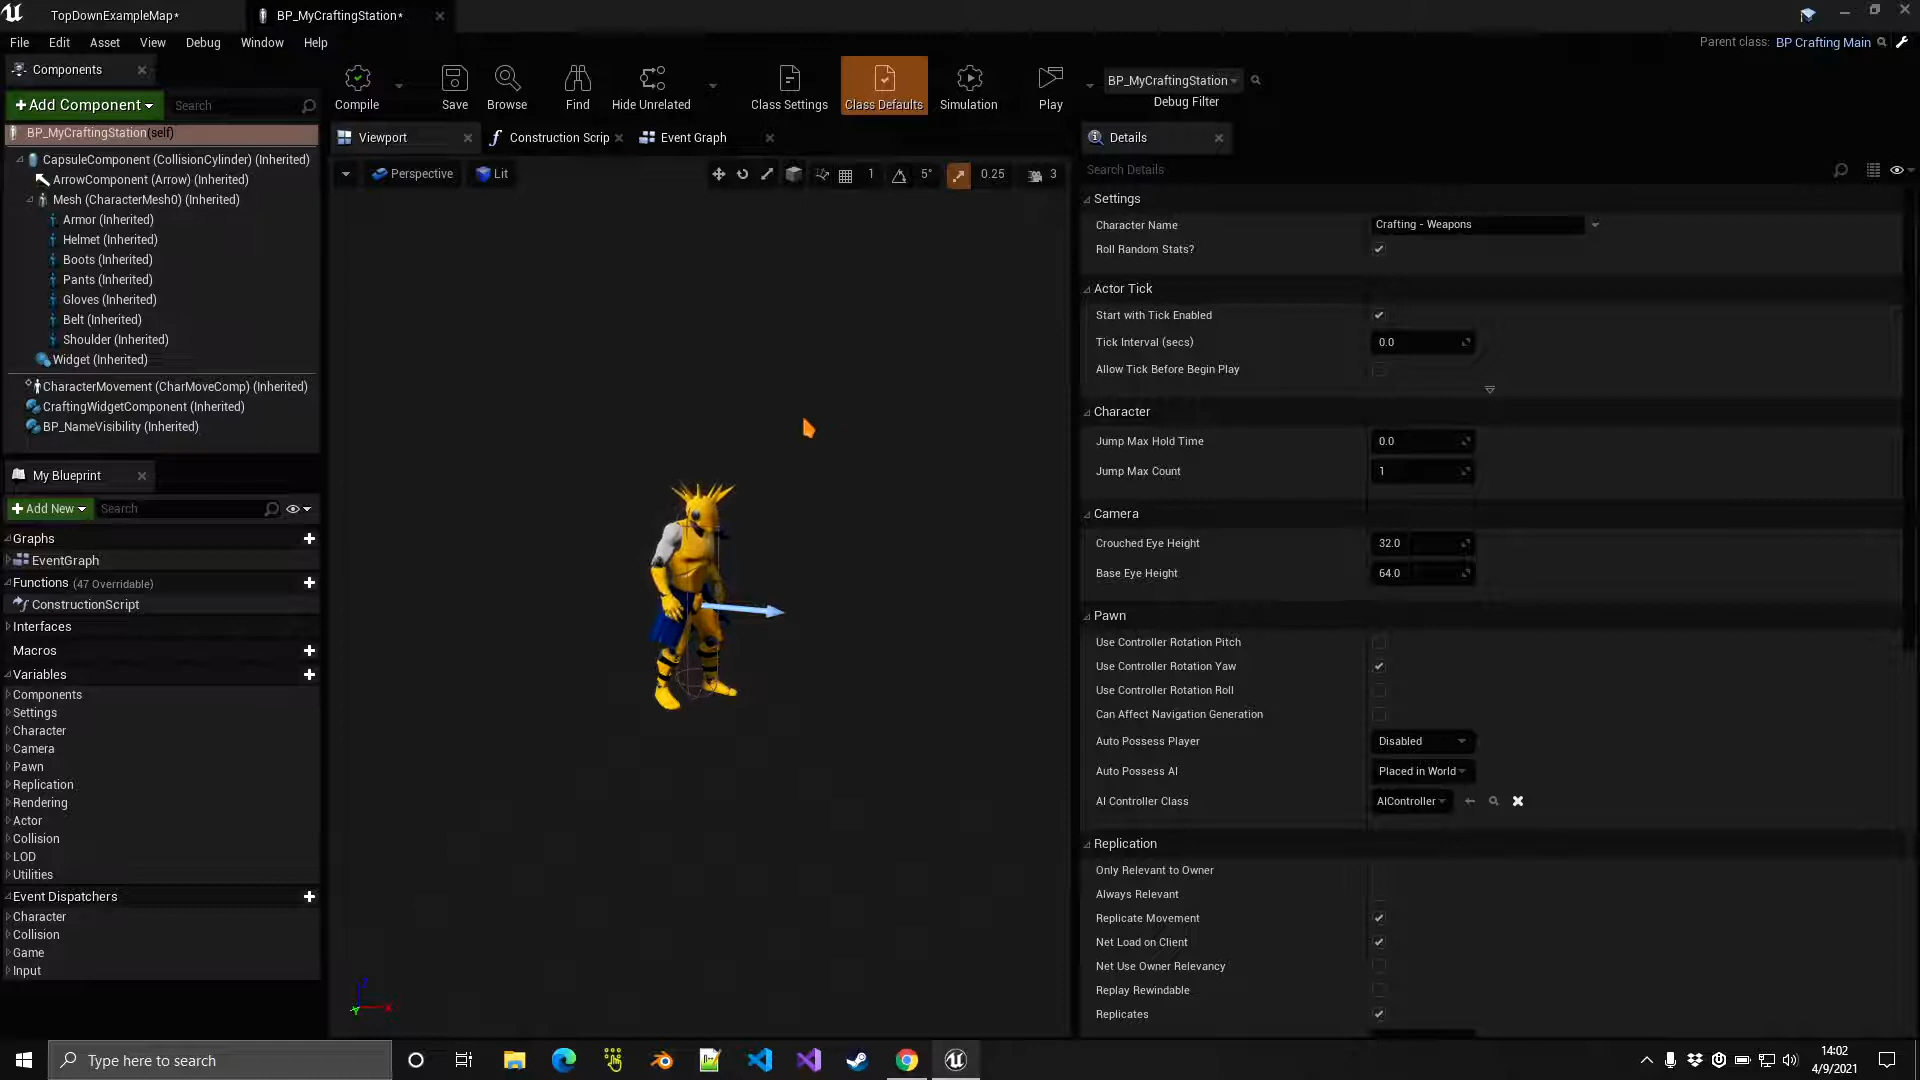 TopDownExampleMap*
BP_MyCraftingStation*
File Edit Asset View Debug Window Help
Parent class: BP Crafting Main
Components
+Add Component
Search
BP_MyCraftingStation(self)
CapsuleComponent (CollisionCylinder) (Inherited)
ArrowComponent (Arrow) (Inherited)
Mesh (CharacterMesh0) (Inherited)
Armor (Inherited)
Helmet (Inherited)
Boots (Inherited)
Pants (Inherited)
Gloves (Inherited)
Belt (Inherited)
Shoulder (Inherited)
Widget (Inherited)
CharacterMovement (CharMoveComp) (Inherited)
CraftingWidgetComponent (Inherited)
BP_NameVisibility (Inherited)
My Blueprint
+Add New
Search
Graphs
EventGraph
Functions (47 Overridable)
ConstructionScript
Interfaces
Macros
Variables
Components
Settings
Character
Camera
Pawn
Replication
Rendering
Actor
Collision
LOD
Utilities
Event Dispatchers
Character
Collision
Game
Input
Compile Save Browse Find Hide Unrelated Class Settings Class Defaults Simulation Play
BP_MyCraftingStation
Debug Filter
Viewport
Construction Scrip
Event Graph
Perspective
Lit
1 5° 0.25 3
Details
Search Details
Settings
Character Name Crafting - Weapons
Roll Random Stats?
Actor Tick
Start with Tick Enabled
Tick Interval (secs) 0.0
Allow Tick Before Begin Play
Character
Jump Max Hold Time 0.0
Jump Max Count 1
Camera
Crouched Eye Height 32.0
Base Eye Height 64.0
Pawn
Use Controller Rotation Pitch
Use Controller Rotation Yaw
Use Controller Rotation Roll
Can Affect Navigation Generation
Auto Possess Player Disabled
Auto Possess AI Placed in World
AI Controller Class AIController
Replication
Only Relevant to Owner
Always Relevant
Replicate Movement
Net Load on Client
Net Use Owner Relevancy
Replay Rewindable
Replicates
Type here to search
14:02
4/9/2021